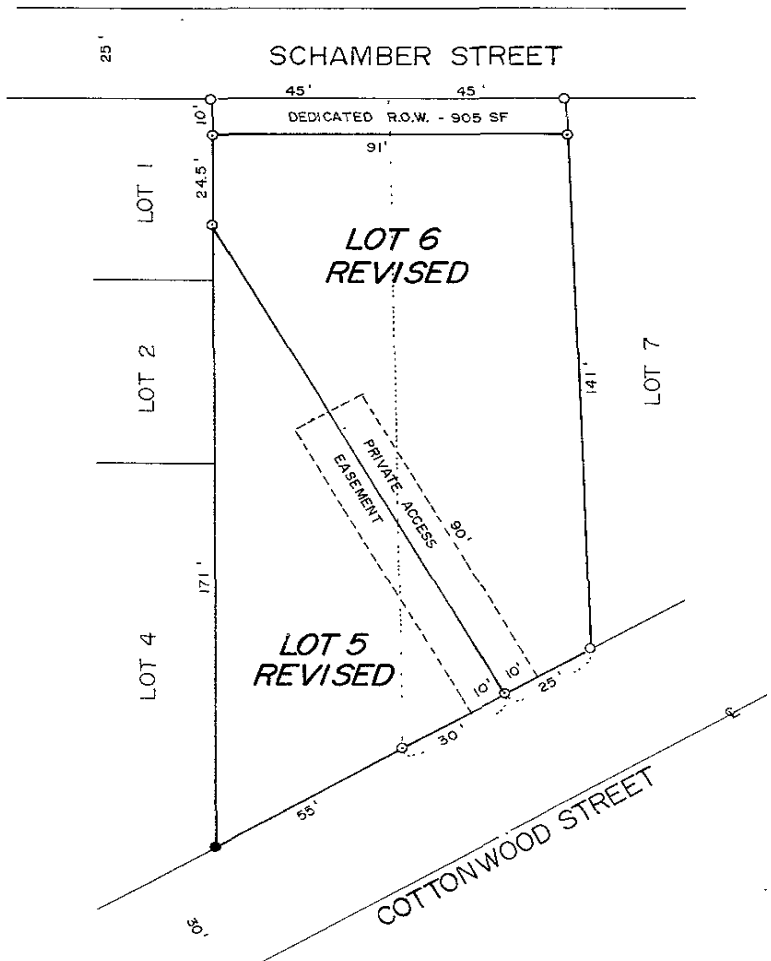 25'
SCHAMBER STREET
45'
45'
10'
DEDICATED R.O.W. - 905 SF
91'
24.5'
LOT 1
LOT 6
REVISED
LOT 2
141'
LOT 7
PRIVATE ACCESS
EASEMENT
90'
171'
LOT 4
LOT 5
REVISED
10'
10'
25'
30'
55'
℄
COTTONWOOD STREET
30'